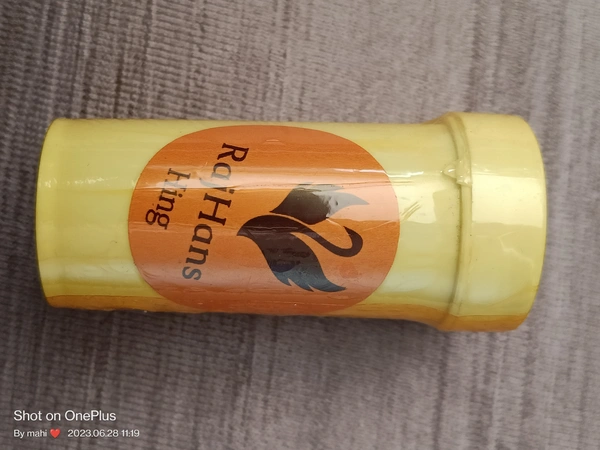 RajHans
Hing
Shot on OnePlus
By mahi ❤️ 2023.06.28 11:19